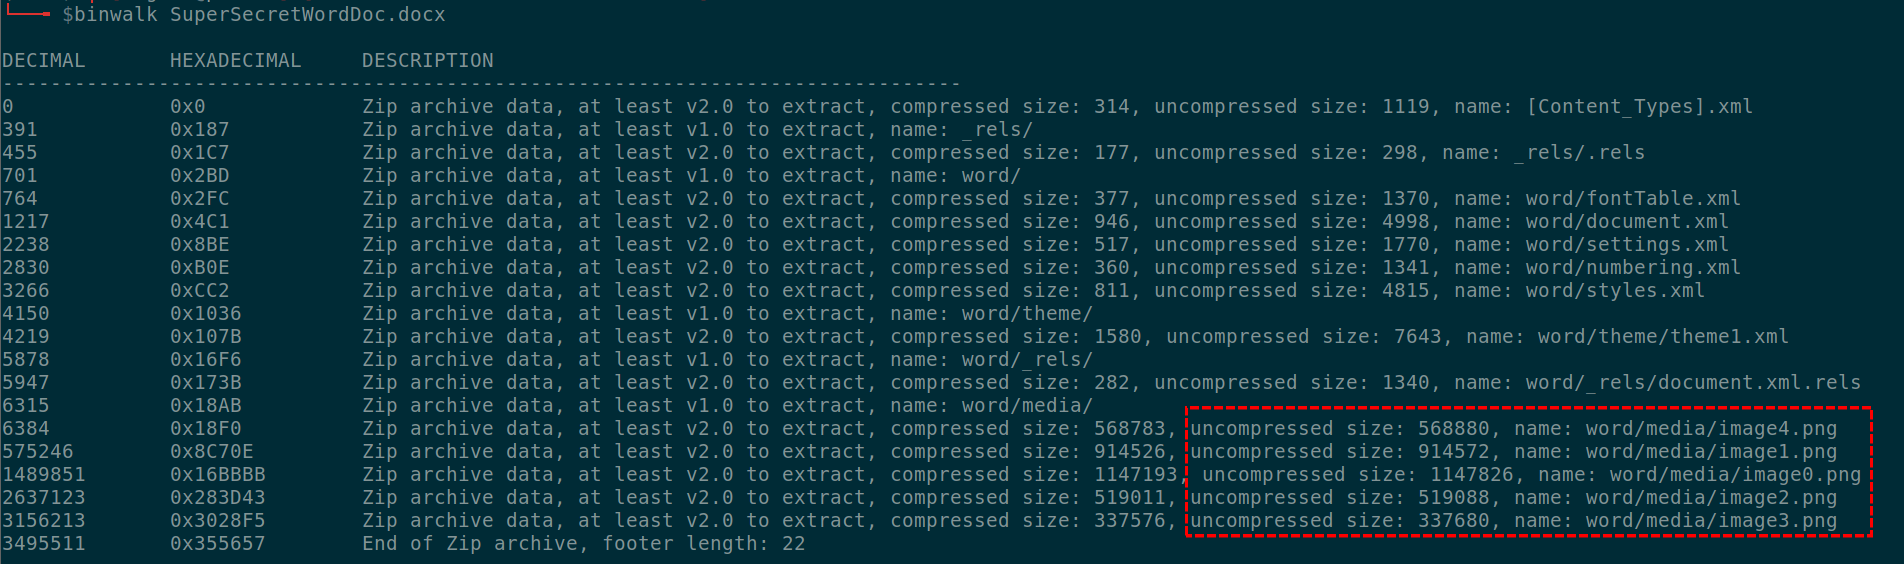 $binwalk SuperSecretWordDoc.docx
DECIMAL       HEXADECIMAL     DESCRIPTION
--------------------------------------------------------------------------------
0             0x0             Zip archive data, at least v2.0 to extract, compressed size: 314, uncompressed size: 1119, name: [Content_Types].xml
391           0x187           Zip archive data, at least v1.0 to extract, name: _rels/
455           0x1C7           Zip archive data, at least v2.0 to extract, compressed size: 177, uncompressed size: 298, name: _rels/.rels
701           0x2BD           Zip archive data, at least v1.0 to extract, name: word/
764           0x2FC           Zip archive data, at least v2.0 to extract, compressed size: 377, uncompressed size: 1370, name: word/fontTable.xml
1217          0x4C1           Zip archive data, at least v2.0 to extract, compressed size: 946, uncompressed size: 4998, name: word/document.xml
2238          0x8BE           Zip archive data, at least v2.0 to extract, compressed size: 517, uncompressed size: 1770, name: word/settings.xml
2830          0xB0E           Zip archive data, at least v2.0 to extract, compressed size: 360, uncompressed size: 1341, name: word/numbering.xml
3266          0xCC2           Zip archive data, at least v2.0 to extract, compressed size: 811, uncompressed size: 4815, name: word/styles.xml
4150          0x1036          Zip archive data, at least v1.0 to extract, name: word/theme/
4219          0x107B          Zip archive data, at least v2.0 to extract, compressed size: 1580, uncompressed size: 7643, name: word/theme/theme1.xml
5878          0x16F6          Zip archive data, at least v1.0 to extract, name: word/_rels/
5947          0x173B          Zip archive data, at least v2.0 to extract, compressed size: 282, uncompressed size: 1340, name: word/_rels/document.xml.rels
6315          0x18AB          Zip archive data, at least v1.0 to extract, name: word/media/
6384          0x18F0          Zip archive data, at least v2.0 to extract, compressed size: 568783, uncompressed size: 568880, name: word/media/image4.png
575246        0x8C70E         Zip archive data, at least v2.0 to extract, compressed size: 914526, uncompressed size: 914572, name: word/media/image1.png
1489851       0x16BBBB        Zip archive data, at least v2.0 to extract, compressed size: 1147193, uncompressed size: 1147826, name: word/media/image0.png
2637123       0x283D43        Zip archive data, at least v2.0 to extract, compressed size: 519011, uncompressed size: 519088, name: word/media/image2.png
3156213       0x3028F5        Zip archive data, at least v2.0 to extract, compressed size: 337576, uncompressed size: 337680, name: word/media/image3.png
3495511       0x355657        End of Zip archive, footer length: 22